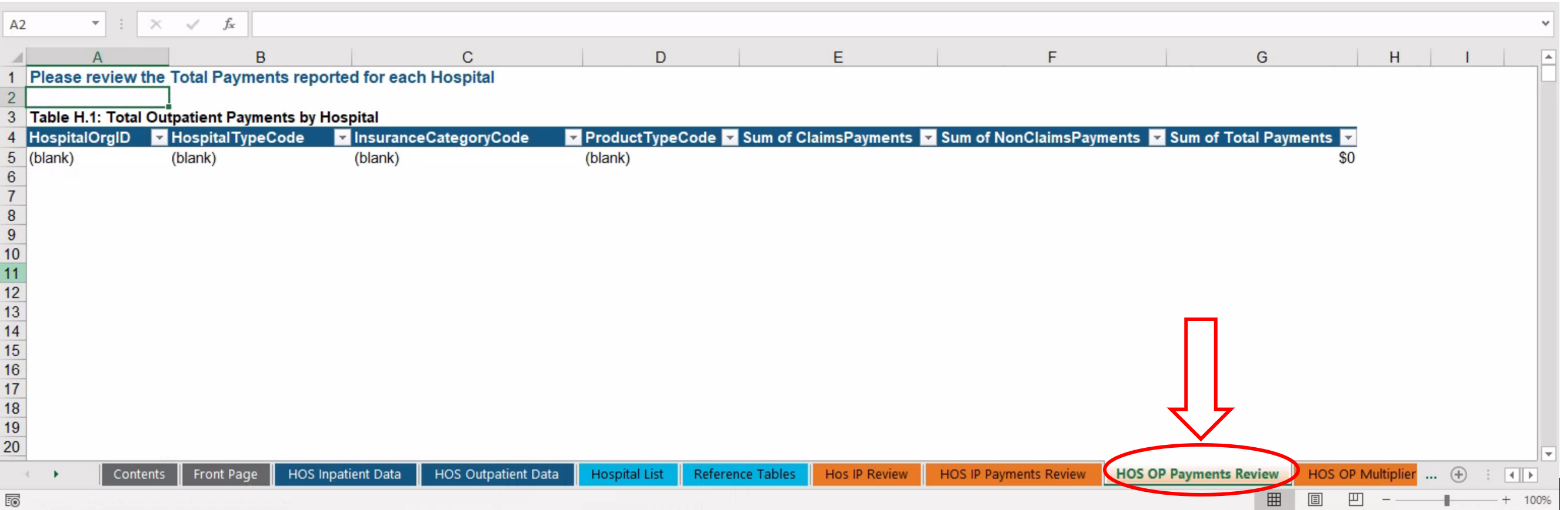 A2 fx
A B C D E F G H I
1 Please review the Total Payments reported for each Hospital
2
3 Table H.1: Total Outpatient Payments by Hospital
4 HospitalOrgID HospitalTypeCode InsuranceCategoryCode ProductTypeCode Sum of ClaimsPayments Sum of NonClaimsPayments Sum of Total Payments
5 (blank) (blank) (blank) (blank) $0
6
7
8
9
10
11
12
13
14
15
16
17
18
19
20
Contents Front Page HOS Inpatient Data HOS Outpatient Data Hospital List Reference Tables Hos IP Review HOS IP Payments Review HOS OP Payments Review HOS OP Multiplier ...
100%